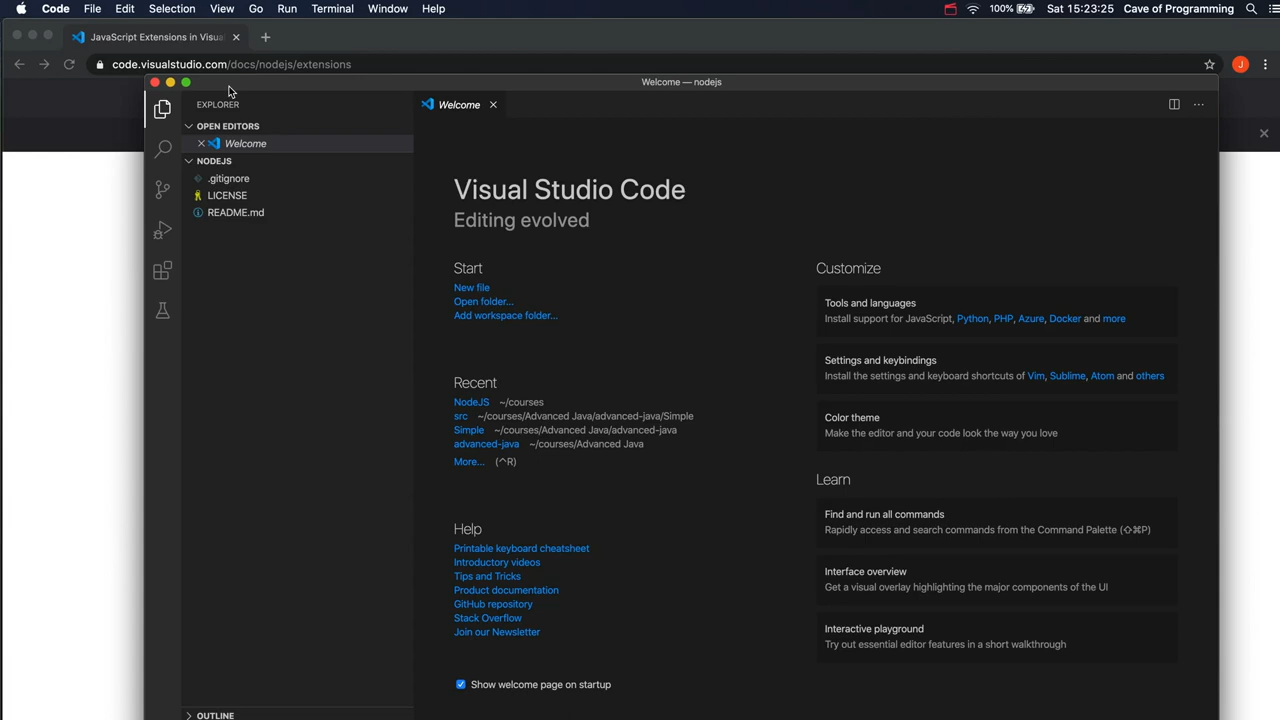 Code File Edit Selection View Go Run Terminal Window Help 100% Sat 15:23:25 Cave of Programming
JavaScript Extensions in Visua
code.visualstudio.com/docs/nodejs/extensions
J
Welcome — nodejs
EXPLORER
Welcome
OPEN EDITORS
Welcome
NODEJS
.gitignore
LICENSE
README.md
Visual Studio Code
Editing evolved
Start
New file
Open folder...
Add workspace folder...
Recent
NodeJS ~/courses
src ~/courses/Advanced Java/advanced-java/Simple
Simple ~/courses/Advanced Java/advanced-java
advanced-java ~/courses/Advanced Java
More... (^R)
Help
Printable keyboard cheatsheet
Introductory videos
Tips and Tricks
Product documentation
GitHub repository
Stack Overflow
Join our Newsletter
Show welcome page on startup
Customize
Tools and languages
Install support for JavaScript, Python, PHP, Azure, Docker and more
Settings and keybindings
Install the settings and keyboard shortcuts of Vim, Sublime, Atom and others
Color theme
Make the editor and your code look the way you love
Learn
Find and run all commands
Rapidly access and search commands from the Command Palette (⇧⌘P)
Interface overview
Get a visual overlay highlighting the major components of the UI
Interactive playground
Try out essential editor features in a short walkthrough
OUTLINE